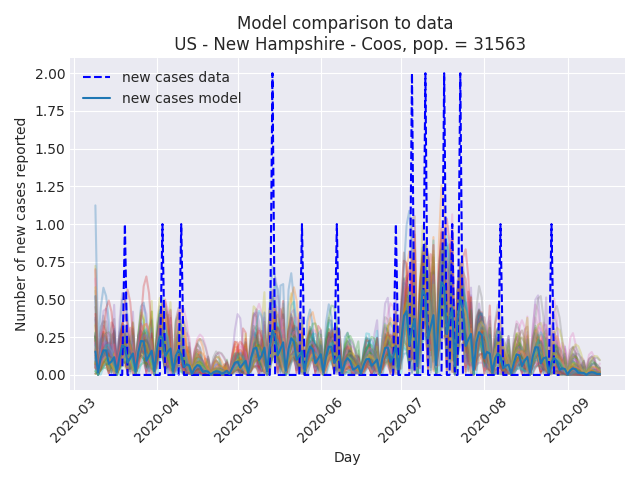 Model comparison to data
US - New Hampshire - Coos, pop. = 31563
new cases data
new cases model
Number of new cases reported
2.00
1.75
1.50
1.25
1.00
0.75
0.50
0.25
0.00
2020-03
2020-04
2020-05
2020-06
2020-07
2020-08
2020-09
Day